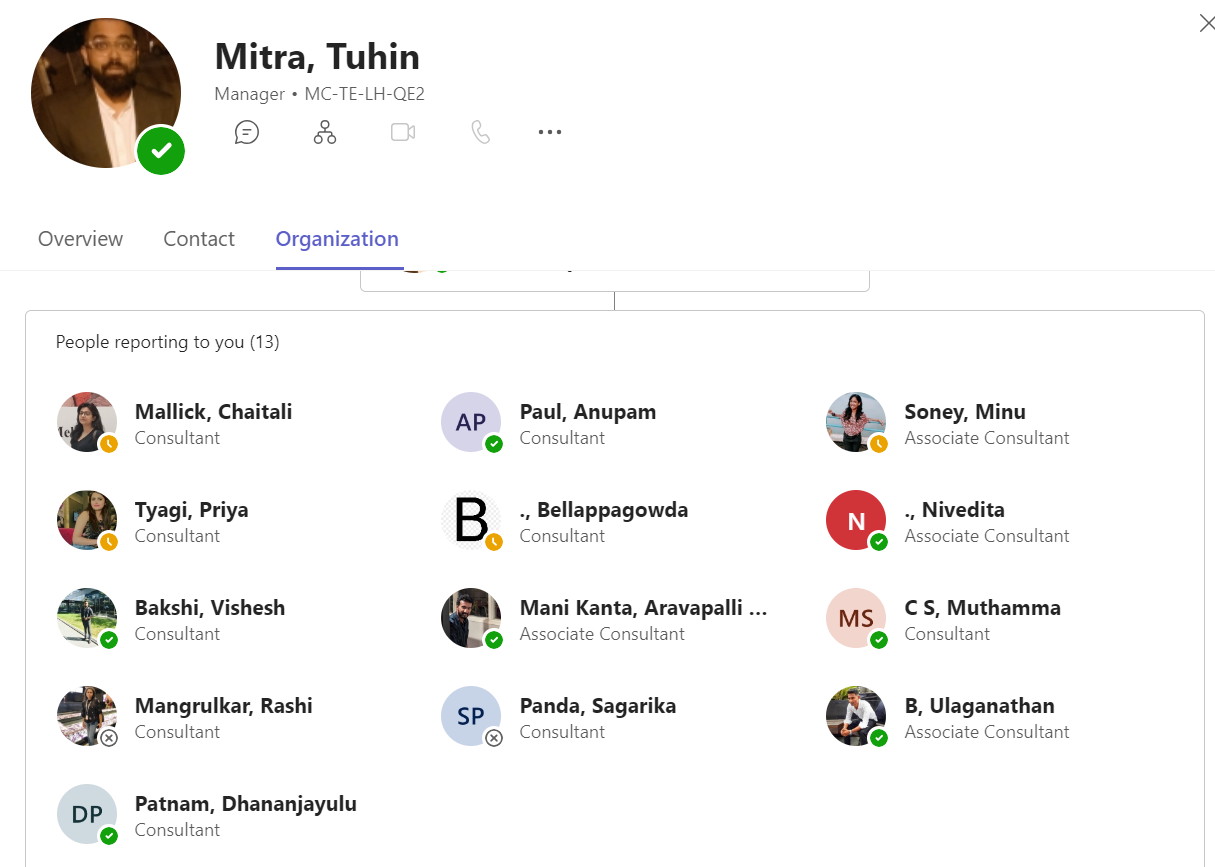 Mitra, Tuhin
Manager • MC-TE-LH-QE2
Overview Contact Organization
People reporting to you (13)
Mallick, Chaitali
Consultant
AP
Paul, Anupam
Consultant
Soney, Minu
Associate Consultant
Tyagi, Priya
Consultant
B
., Bellappagowda
Consultant
N
., Nivedita
Associate Consultant
Bakshi, Vishesh
Consultant
Mani Kanta, Aravapalli ...
Associate Consultant
MS
C S, Muthamma
Consultant
Mangrulkar, Rashi
Consultant
SP
Panda, Sagarika
Consultant
B, Ulaganathan
Associate Consultant
DP
Patnam, Dhananjayulu
Consultant